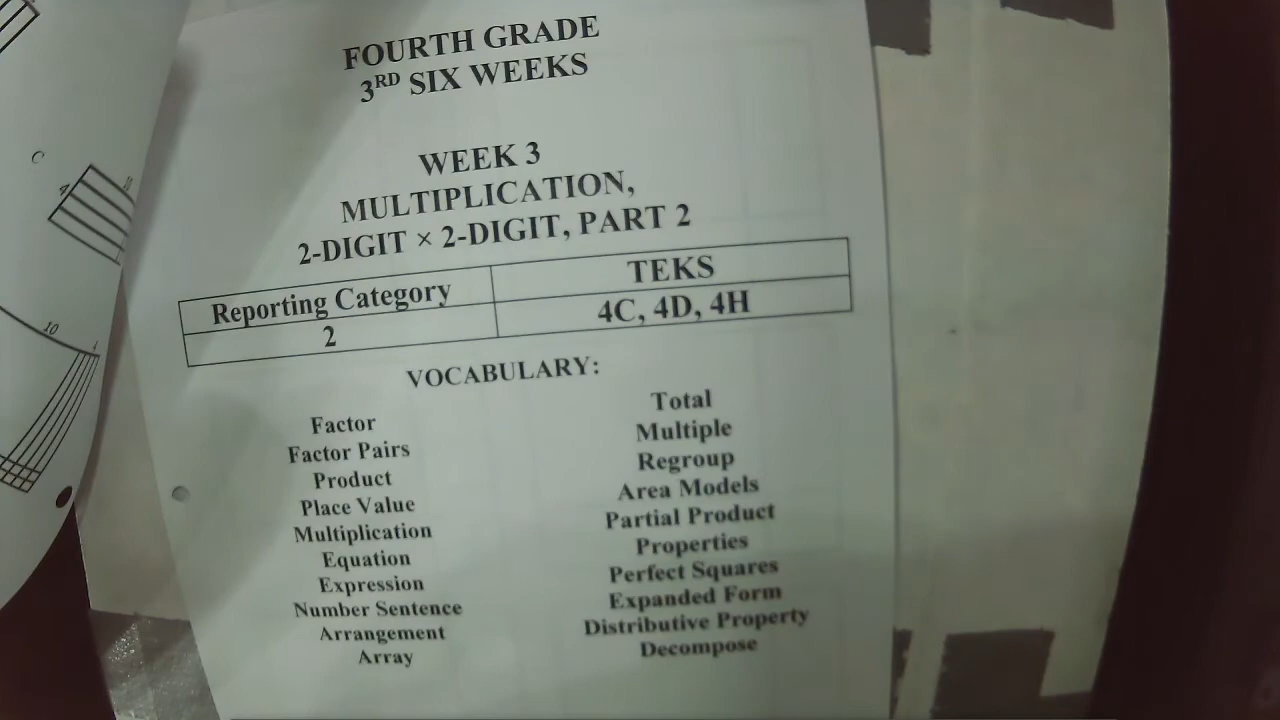 FOURTH GRADE
3RD SIX WEEKS
WEEK 3
MULTIPLICATION,
2-DIGIT × 2-DIGIT, PART 2
Reporting Category TEKS
2 4C, 4D, 4H
VOCABULARY:
Factor
Factor Pairs
Product
Place Value
Multiplication
Equation
Expression
Number Sentence
Arrangement
Array
Total
Multiple
Regroup
Area Models
Partial Product
Properties
Perfect Squares
Expanded Form
Distributive Property
Decompose
C
4
10